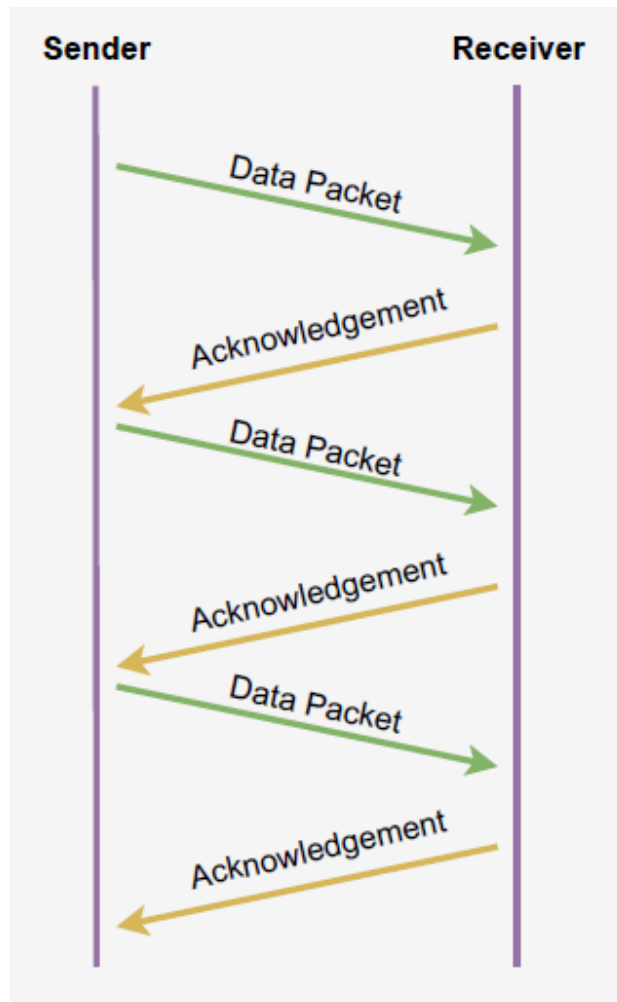 Sender
Receiver
Data Packet
Acknowledgement
Data Packet
Acknowledgement
Data Packet
Acknowledgement